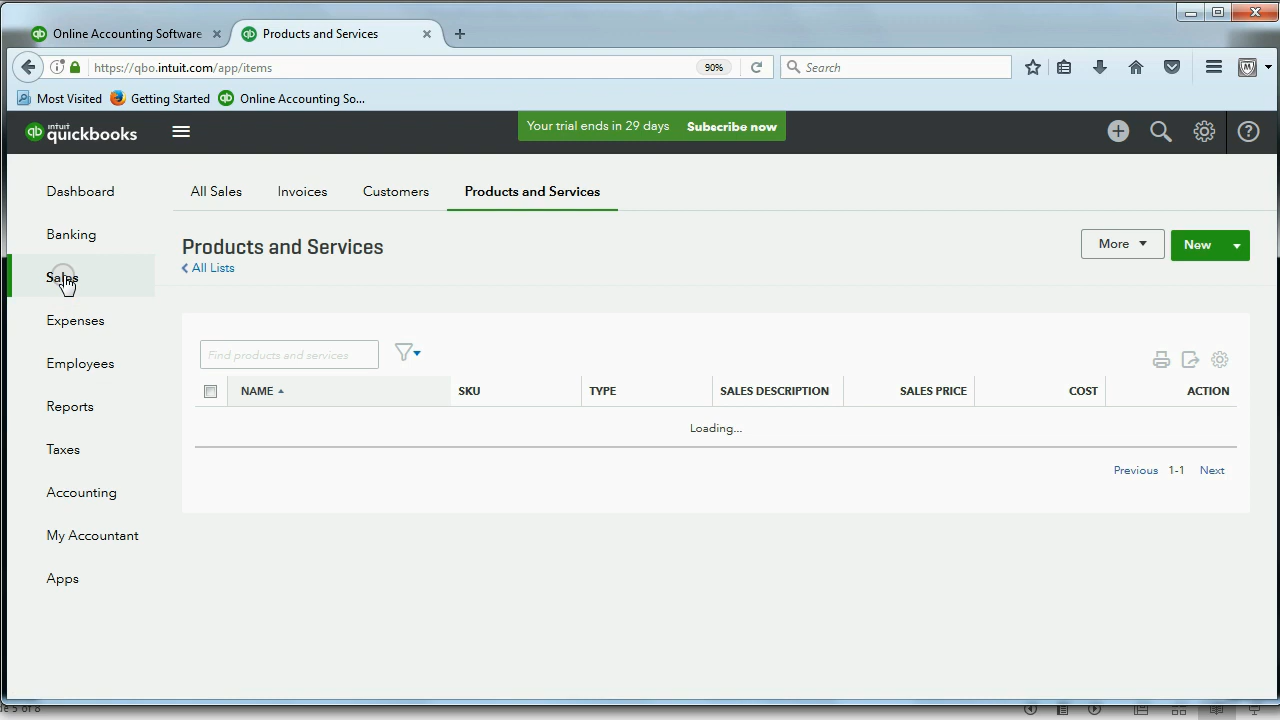 Online Accounting Software
Products and Services
https://qbo.intuit.com/app/items
90%
Search
Most Visited
Getting Started
Online Accounting So...
intuit
quickbooks
Your trial ends in 29 days
Subscribe now
Dashboard
Banking
Sales
Expenses
Employees
Reports
Taxes
Accounting
My Accountant
Apps
All Sales
Invoices
Customers
Products and Services
Products and Services
All Lists
More
New
Find products and services
NAME
SKU
TYPE
SALES DESCRIPTION
SALES PRICE
COST
ACTION
Loading...
Previous
1-1
Next